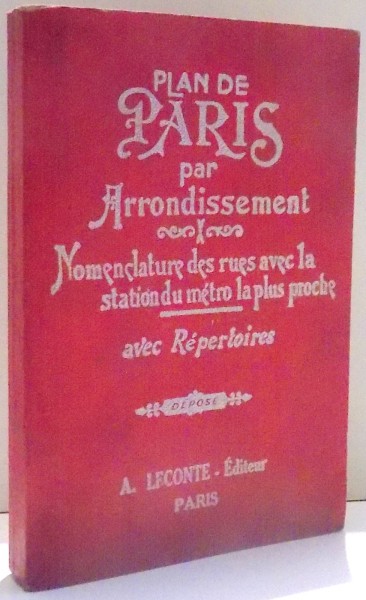 PLAN DE
PARIS
par
Arrondissement
Nomenclature des rues avec la
station du métro la plus proche
avec Répertoires
DÉPOSÉ
A. LECONTE - Éditeur
PARIS